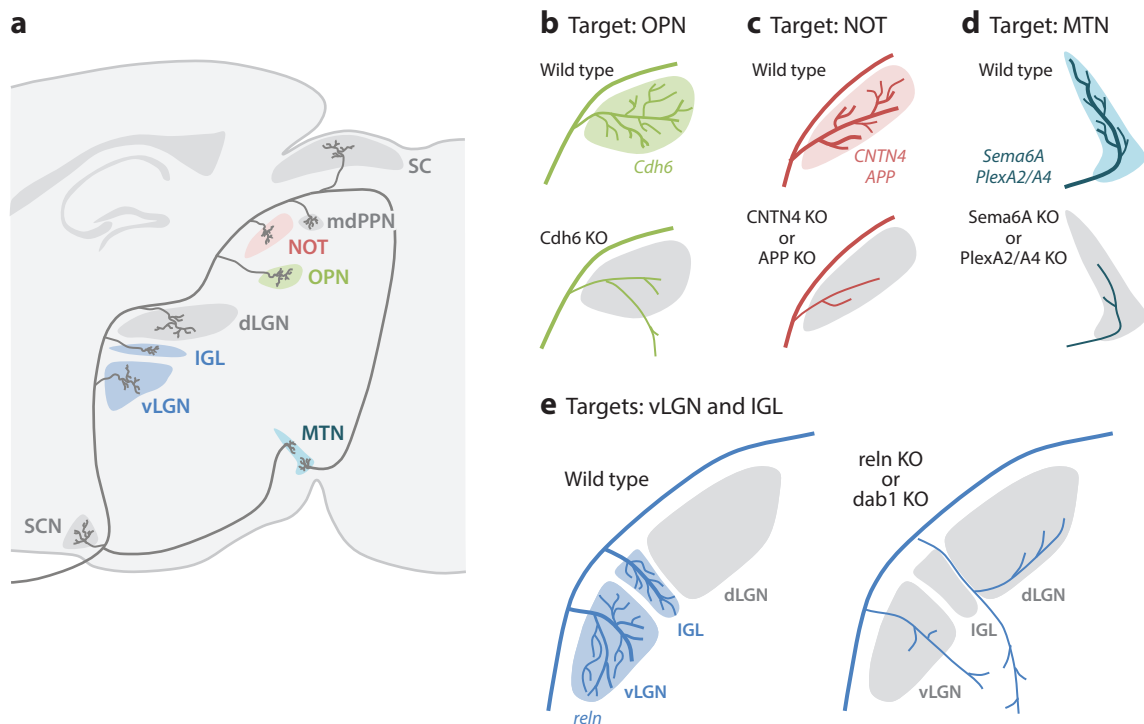 a
SC
mdPPN
NOT
OPN
dLGN
IGL
vLGN
MTN
SCN
b Target: OPN
Wild type
Cdh6
Cdh6 KO
c Target: NOT
Wild type
CNTN4
APP
CNTN4 KO
or
APP KO
d Target: MTN
Wild type
Sema6A
PlexA2/A4
Sema6A KO
or
PlexA2/A4 KO
e Targets: vLGN and IGL
Wild type
dLGN
IGL
vLGN
reln
reln KO
or
dab1 KO
dLGN
IGL
vLGN